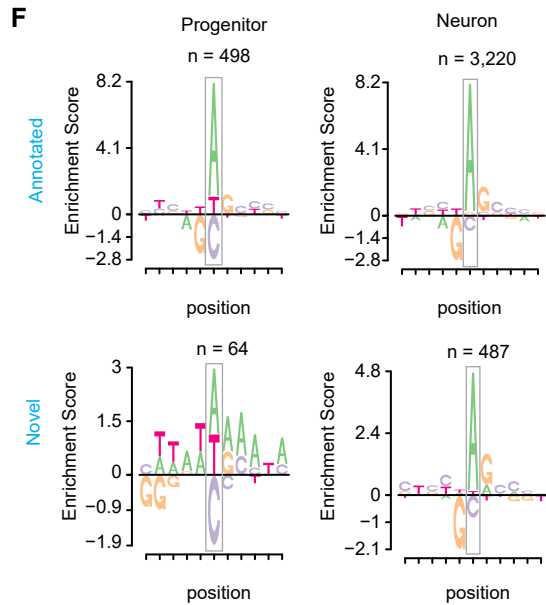 F
Progenitor
Neuron
n = 498
n = 3,220
Annotated
Enrichment Score
8.2
4.1
0
−1.4
−2.8
position
Enrichment Score
8.2
4.1
0
−1.4
−2.8
position
Novel
n = 64
n = 487
Enrichment Score
3
1.5
0
−0.9
−1.9
position
Enrichment Score
4.8
2.4
0
−1
−2.1
position